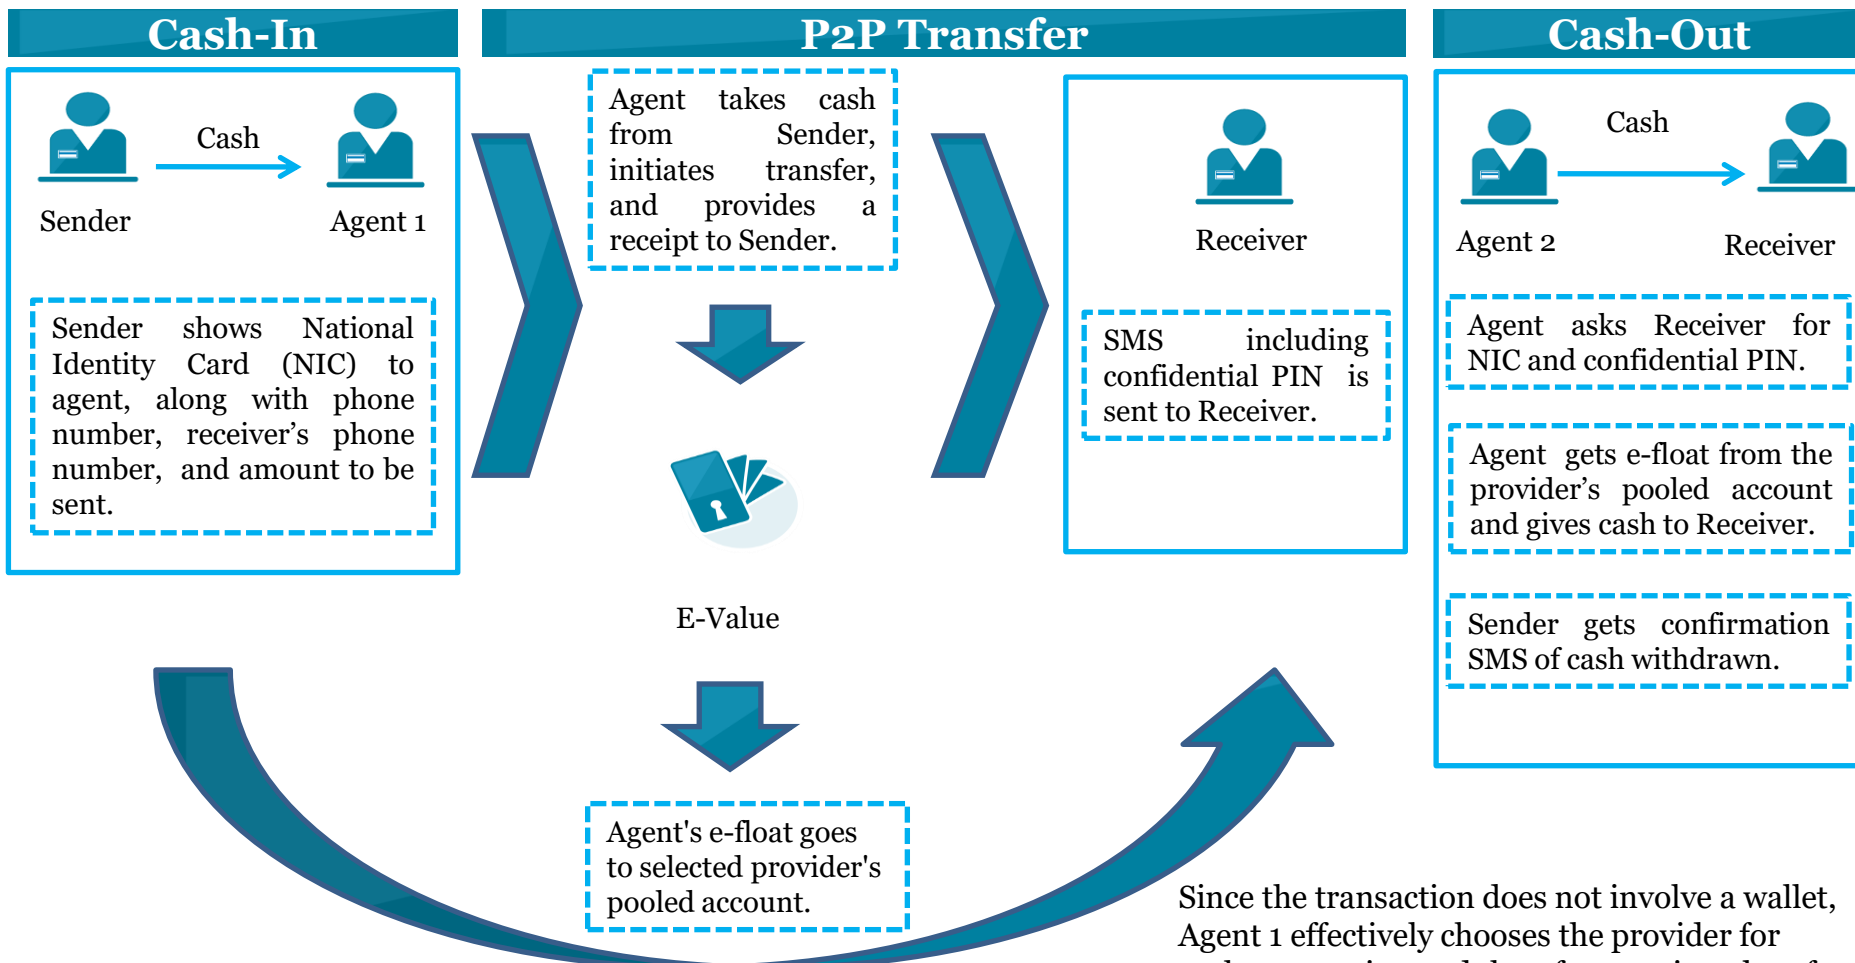 Cash-In
P2P Transfer
Cash-Out
Cash
Sender
Agent 1
Sender shows National
Identity Card (NIC) to
agent, along with phone
number, receiver’s phone
number, and amount to be
sent.
Agent takes cash
from Sender,
initiates transfer,
and provides a
receipt to Sender.
E-Value
Agent's e-float goes
to selected provider's
pooled account.
Receiver
SMS including
confidential PIN is
sent to Receiver.
Cash
Agent 2
Receiver
Agent asks Receiver for
NIC and confidential PIN.
Agent gets e-float from the
provider’s pooled account
and gives cash to Receiver.
Sender gets confirmation
SMS of cash withdrawn.
Since the transaction does not involve a wallet,
Agent 1 effectively chooses the provider for